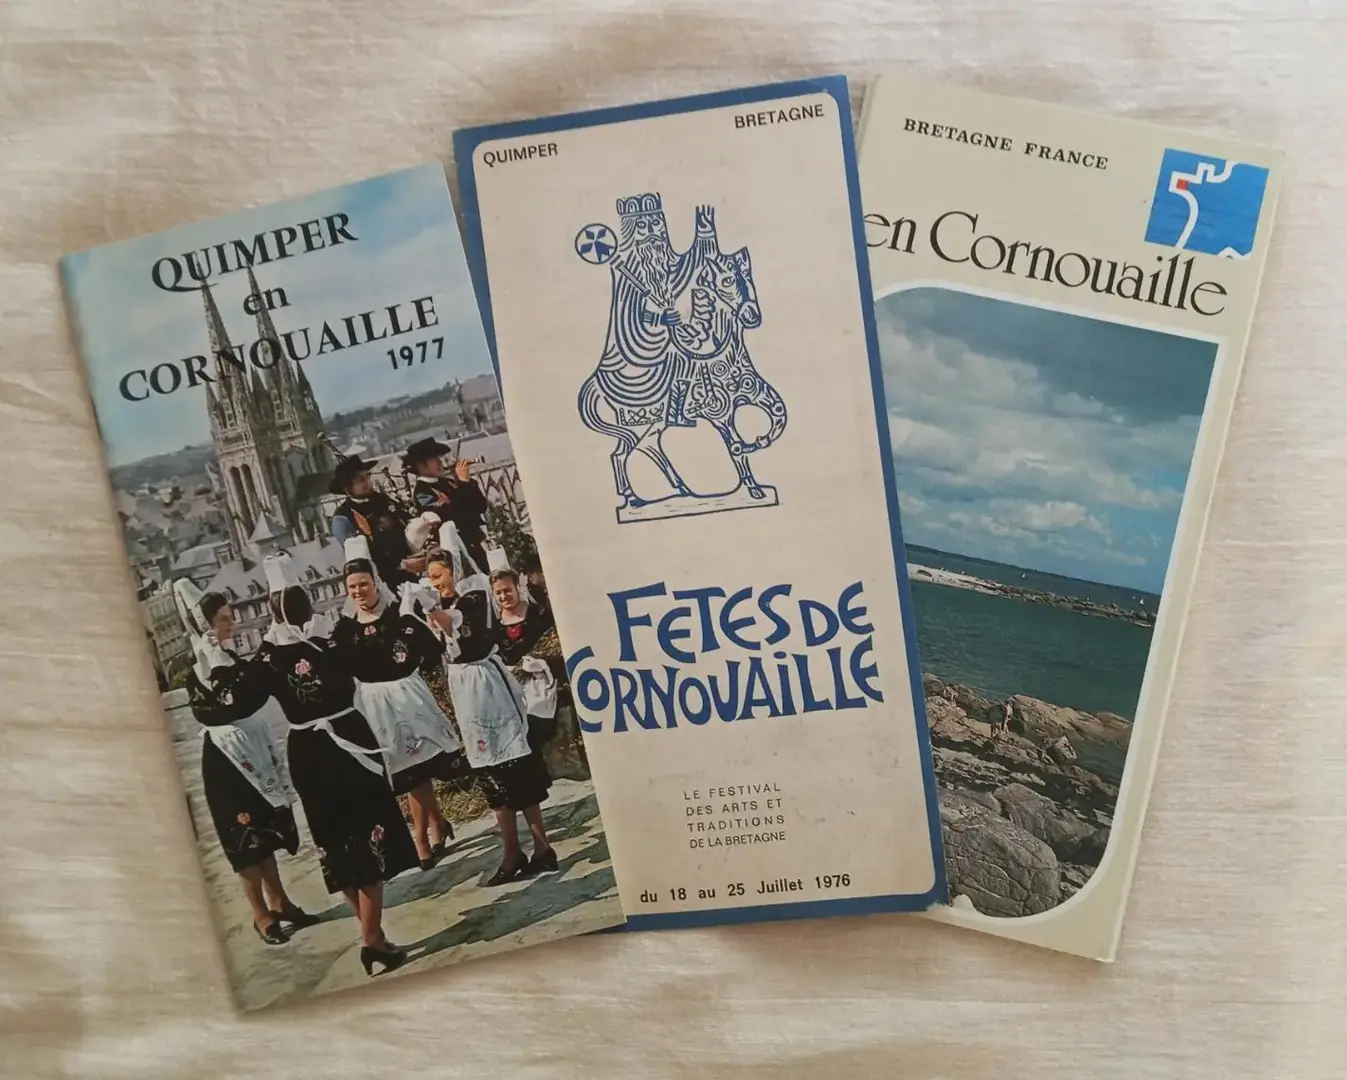 QUIMPER
en
CORNOUAILLE
1977
QUIMPER
BRETAGNE
FETES DE
CORNOUAILLE
LE FESTIVAL
DES ARTS ET
TRADITIONS
DE LA BRETAGNE
du 18 au 25 Juillet 1976
BRETAGNE FRANCE
en Cornouaille